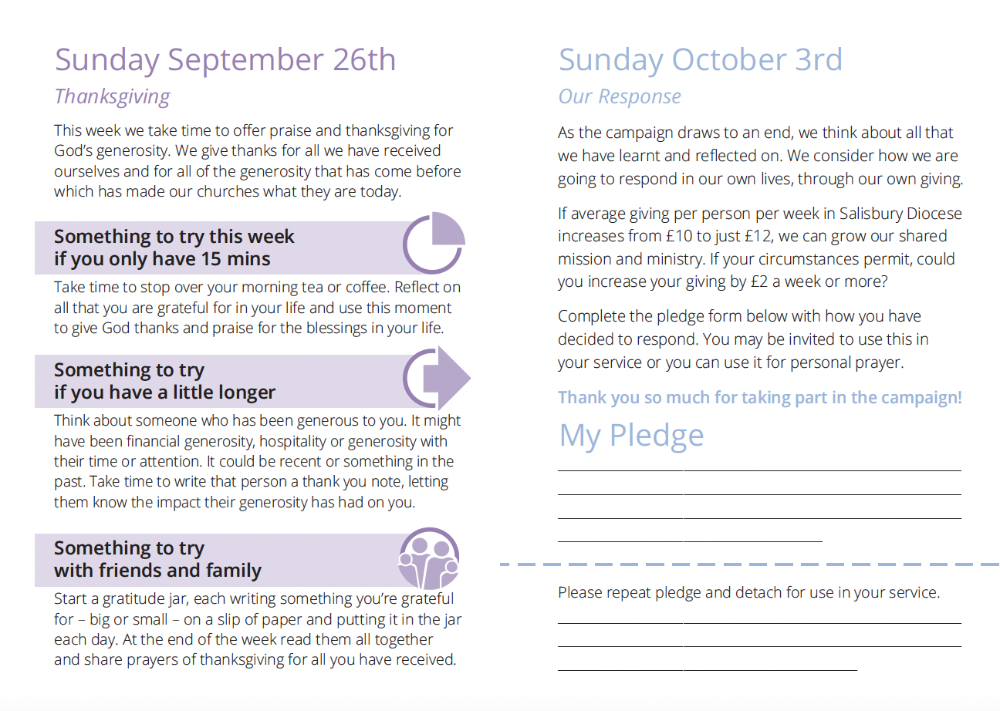 Sunday September 26th
Thanksgiving
This week we take time to offer praise and thanksgiving for
God’s generosity. We give thanks for all we have received
ourselves and for all of the generosity that has come before
which has made our churches what they are today.
Something to try this week
if you only have 15 mins
Take time to stop over your morning tea or coffee. Reflect on
all that you are grateful for in your life and use this moment
to give God thanks and praise for the blessings in your life.
Something to try
if you have a little longer
Think about someone who has been generous to you. It might
have been financial generosity, hospitality or generosity with
their time or attention. It could be recent or something in the
past. Take time to write that person a thank you note, letting
them know the impact their generosity has had on you.
Something to try
with friends and family
Start a gratitude jar, each writing something you’re grateful
for – big or small – on a slip of paper and putting it in the jar
each day. At the end of the week read them all together
and share prayers of thanksgiving for all you have received.
Sunday October 3rd
Our Response
As the campaign draws to an end, we think about all that
we have learnt and reflected on. We consider how we are
going to respond in our own lives, through our own giving.
If average giving per person per week in Salisbury Diocese
increases from £10 to just £12, we can grow our shared
mission and ministry. If your circumstances permit, could
you increase your giving by £2 a week or more?
Complete the pledge form below with how you have
decided to respond. You may be invited to use this in
your service or you can use it for personal prayer.
Thank you so much for taking part in the campaign!
My Pledge
Please repeat pledge and detach for use in your service.